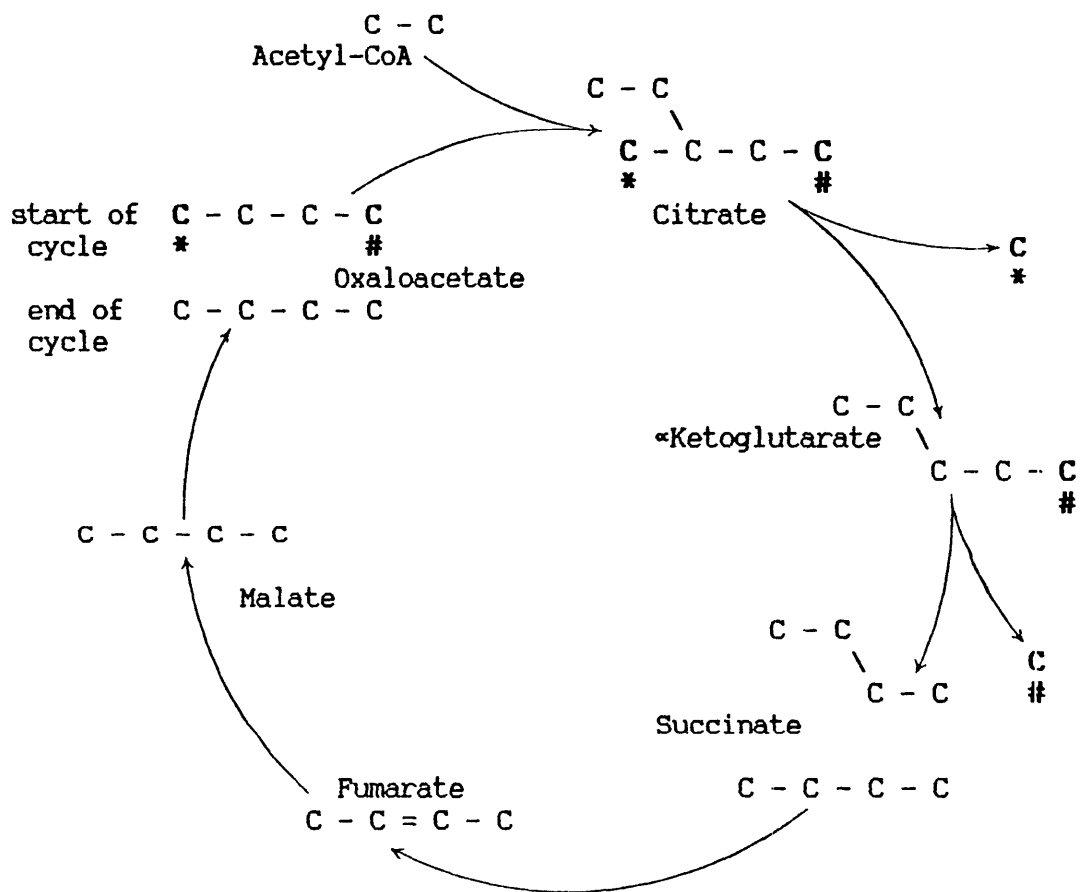 C - C
Acetyl-CoA
C - C
\
C - C - C - C
* #
Citrate
start of C - C - C - C
cycle * #
Oxaloacetate
end of C - C - C - C
cycle
C
*
C - C
∝Ketoglutarate \
C - C - C
#
C - C - C - C
Malate
C - C
\
C - C
C
#
Succinate
C - C - C - C
Fumarate
C - C = C - C